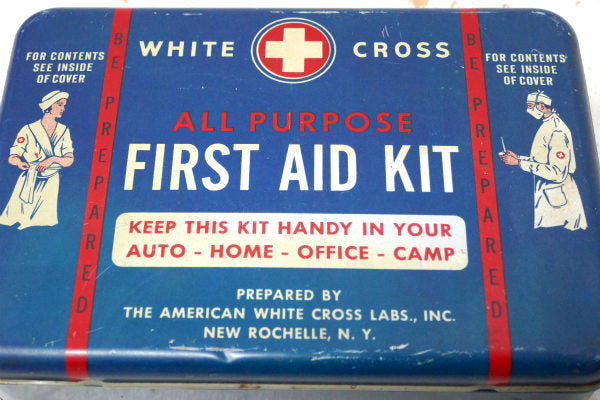 WHITE CROSS
FOR CONTENTS
SEE INSIDE
OF COVER
FOR CONTENTS
SEE INSIDE
OF COVER
BE PREPARED
BE PREPARED
ALL PURPOSE
FIRST AID KIT
KEEP THIS KIT HANDY IN YOUR
AUTO - HOME - OFFICE - CAMP
PREPARED BY
THE AMERICAN WHITE CROSS LABS., INC.
NEW ROCHELLE, N. Y.